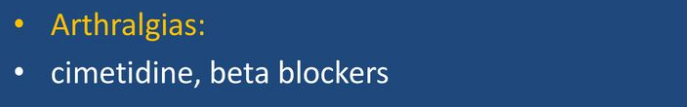 • Arthralgias:
• cimetidine, beta blockers